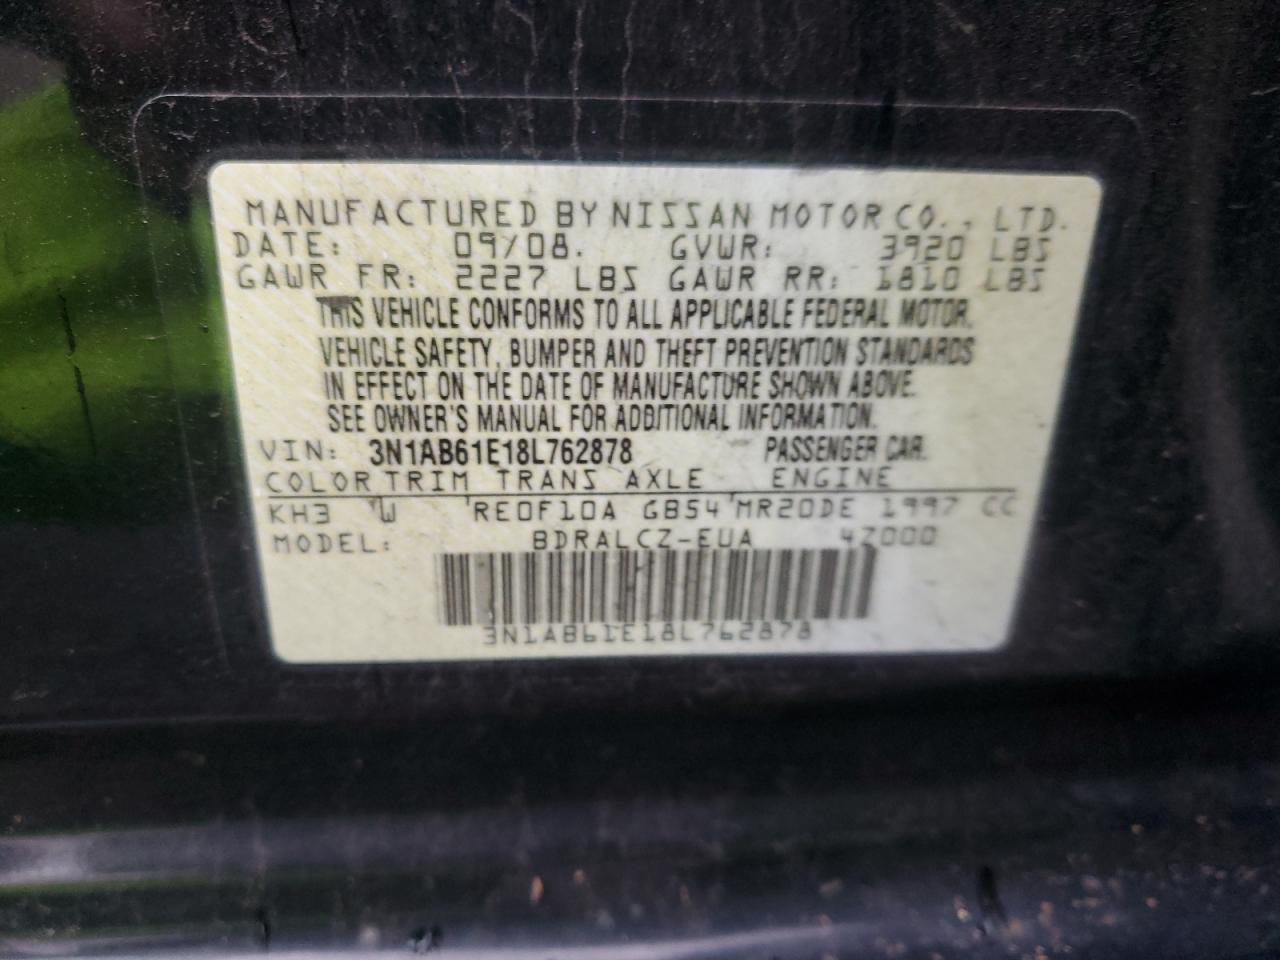 MANUFACTURED BY NISSAN MOTOR CO., LTD.
DATE: 09/08. GVWR: 3920 LBS
GAWR FR: 2227 LBS GAWR RR: 1810 LBS
THIS VEHICLE CONFORMS TO ALL APPLICABLE FEDERAL MOTOR.
VEHICLE SAFETY, BUMPER AND THEFT PREVENTION STANDARDS
IN EFFECT ON THE DATE OF MANUFACTURE SHOWN ABOVE.
SEE OWNER'S MANUAL FOR ADDITIONAL INFORMATION.
VIN: 3N1AB61E18L762878 PASSENGER CAR.
COLOR TRIM TRANS AXLE ENGINE
KH3 W RE0F10A GB54 MR20DE 1997 CC
MODEL: BDRALCZ-EUA 4Z000
3N1AB61E18L762878